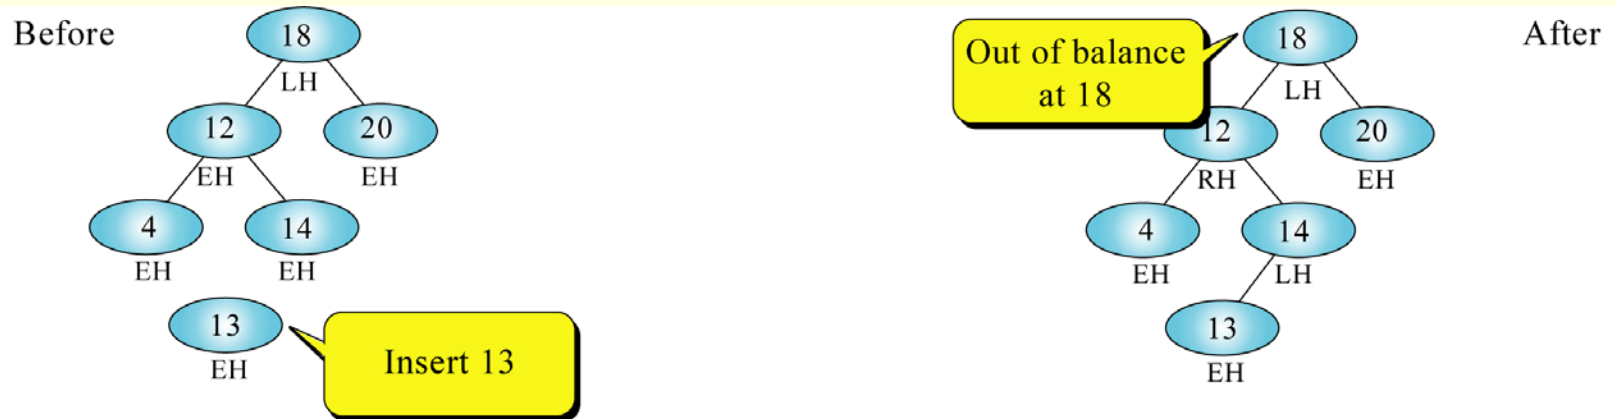 Before
18
LH
12
20
EH
EH
4
14
EH
EH
13
EH
Insert 13
After
Out of balance
at 18
18
LH
12
20
RH
EH
4
14
EH
LH
13
EH